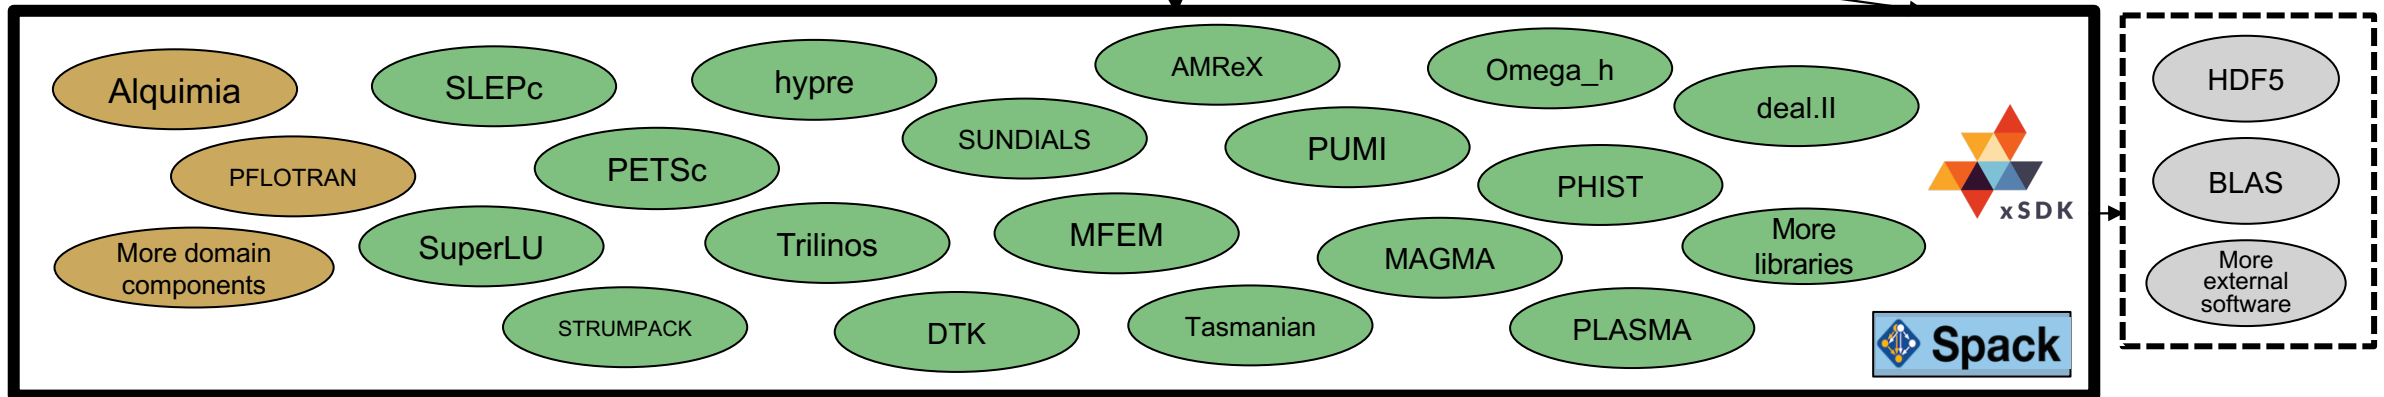 Alquimia
SLEPc
hypre
AMReX
Omega_h
deal.II
HDF5
PFLOTRAN
PETSc
SUNDIALS
PUMI
PHIST
xSDK
BLAS
More domain
components
SuperLU
Trilinos
MFEM
MAGMA
More
libraries
More
external
software
STRUMPACK
DTK
Tasmanian
PLASMA
Spack